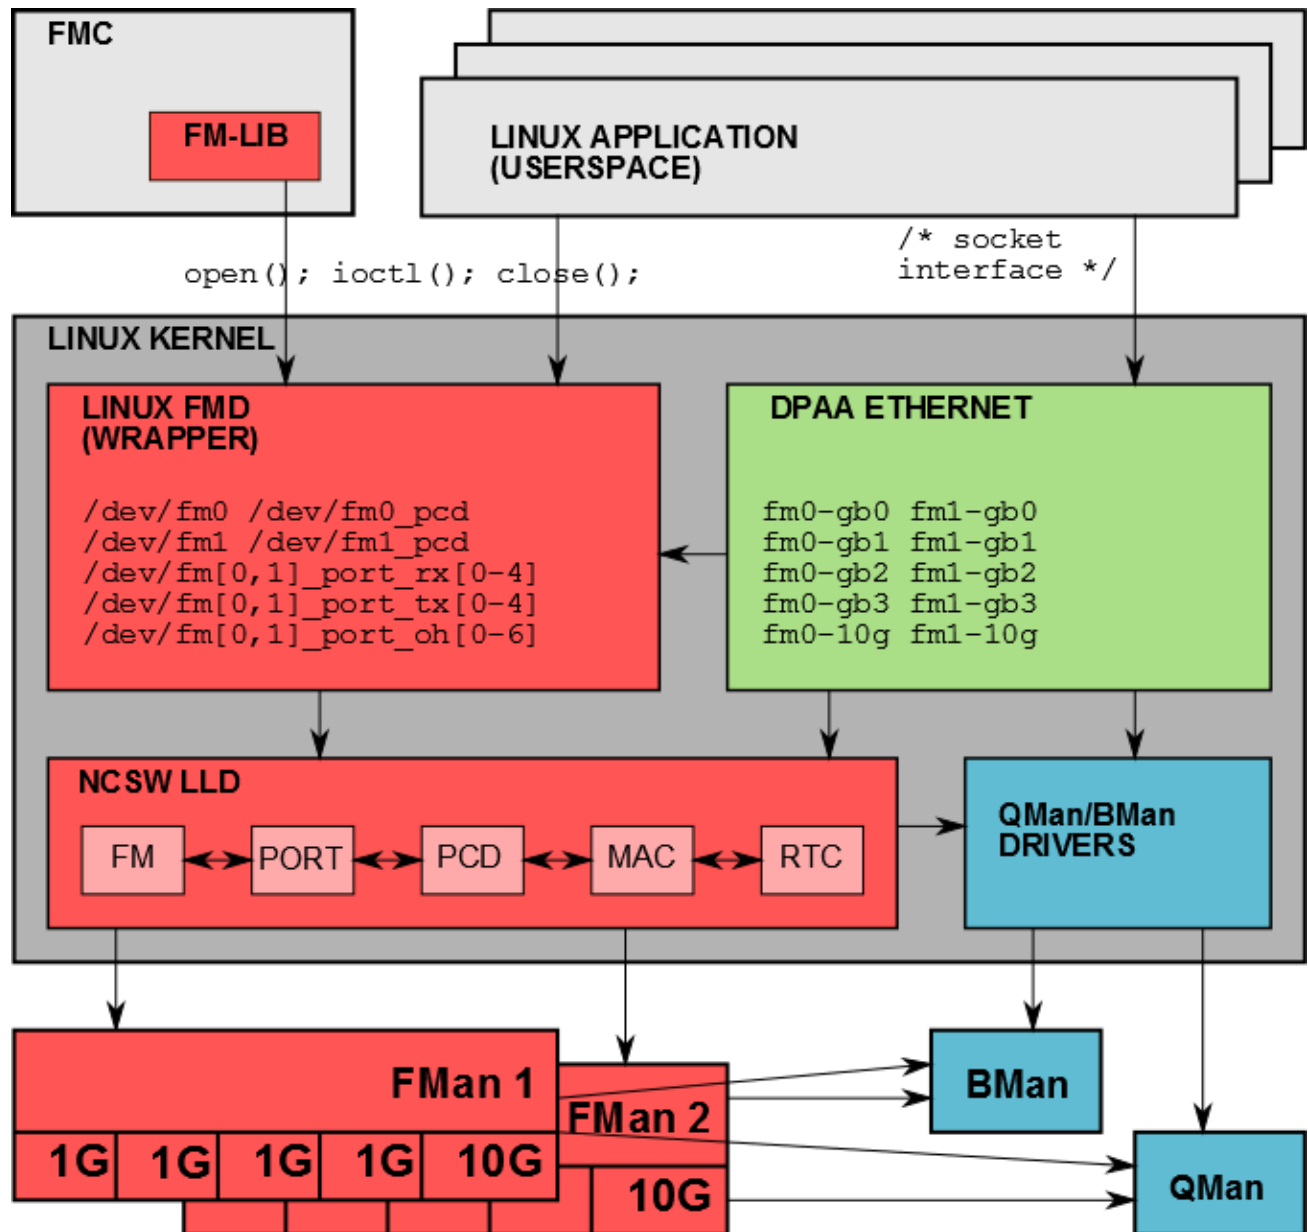 FMC
FM-LIB
LINUX APPLICATION
(USERSPACE)
open(); ioctl(); close();
/* socket
interface */
LINUX KERNEL
LINUX FMD
(WRAPPER)
/dev/fm0 /dev/fm0_pcd
/dev/fm1 /dev/fm1_pcd
/dev/fm[0,1]_port_rx[0-4]
/dev/fm[0,1]_port_tx[0-4]
/dev/fm[0,1]_port_oh[0-6]
DPAA ETHERNET
fm0-gb0 fm1-gb0
fm0-gb1 fm1-gb1
fm0-gb2 fm1-gb2
fm0-gb3 fm1-gb3
fm0-10g fm1-10g
NCSW LLD
FM PORT PCD MAC RTC
QMan/BMan
DRIVERS
FMan 1
1G 1G 1G 1G 10G
FMan 2
10G
BMan
QMan